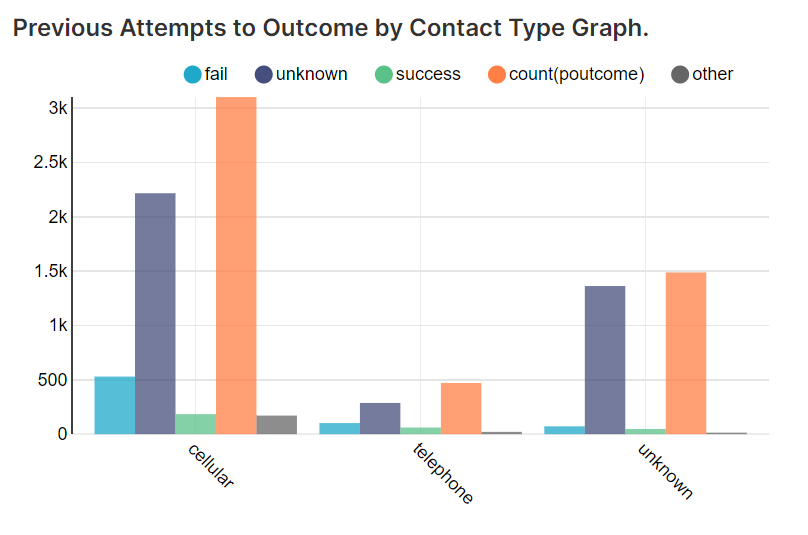 Previous Attempts to Outcome by Contact Type Graph.
fail unknown success count(poutcome) other
3k
2.5k
2k
1.5k
1k
500
0
cellular
telephone
unknown